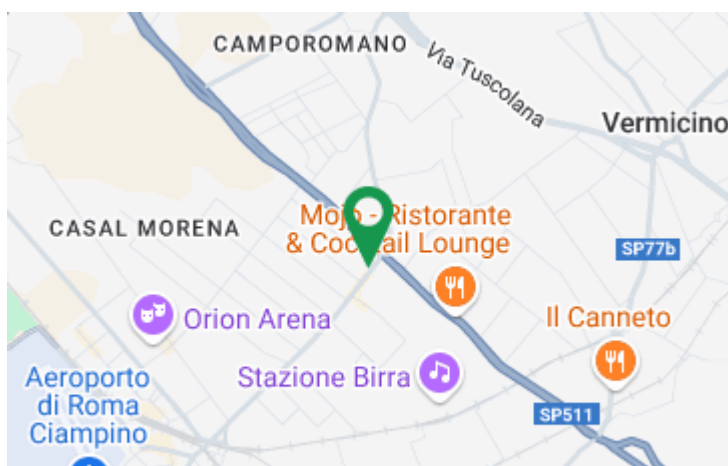 CAMPOROMANO
Via Tuscolana
Vermicino
Mojo - Ristorante
& Cocktail Lounge
CASAL MORENA
SP77b
Orion Arena
Il Canneto
Stazione Birra
Aeroporto
di Roma
Ciampino
SP511